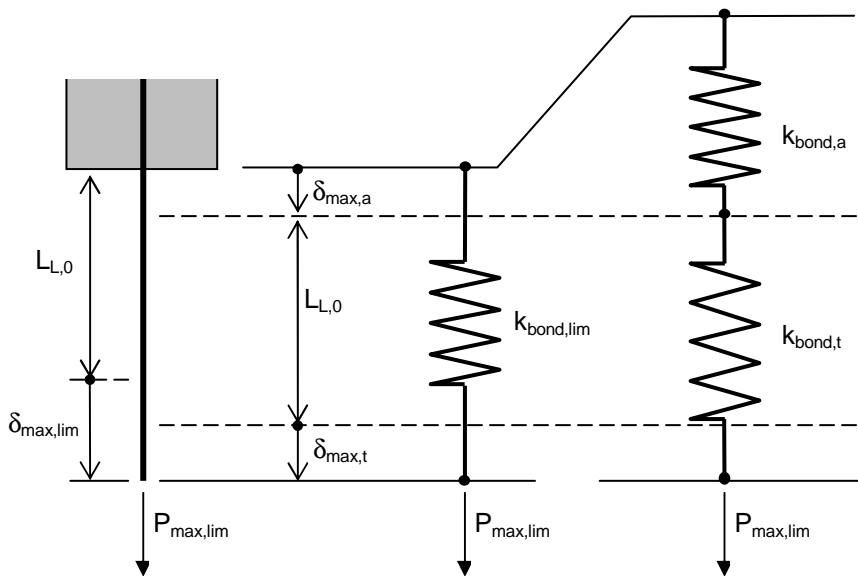 k_bond,a
δ_max,a
L_L,0
L_L,0
k_bond,lim
k_bond,t
δ_max,lim
δ_max,t
P_max,lim
P_max,lim
P_max,lim